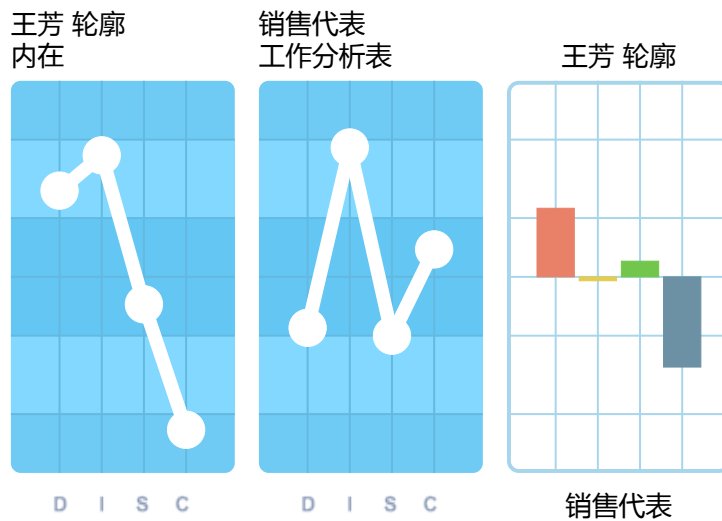 王芳 轮廓
内在
销售代表
工作分析表
王芳 轮廓
D I S C
D I S C
销售代表